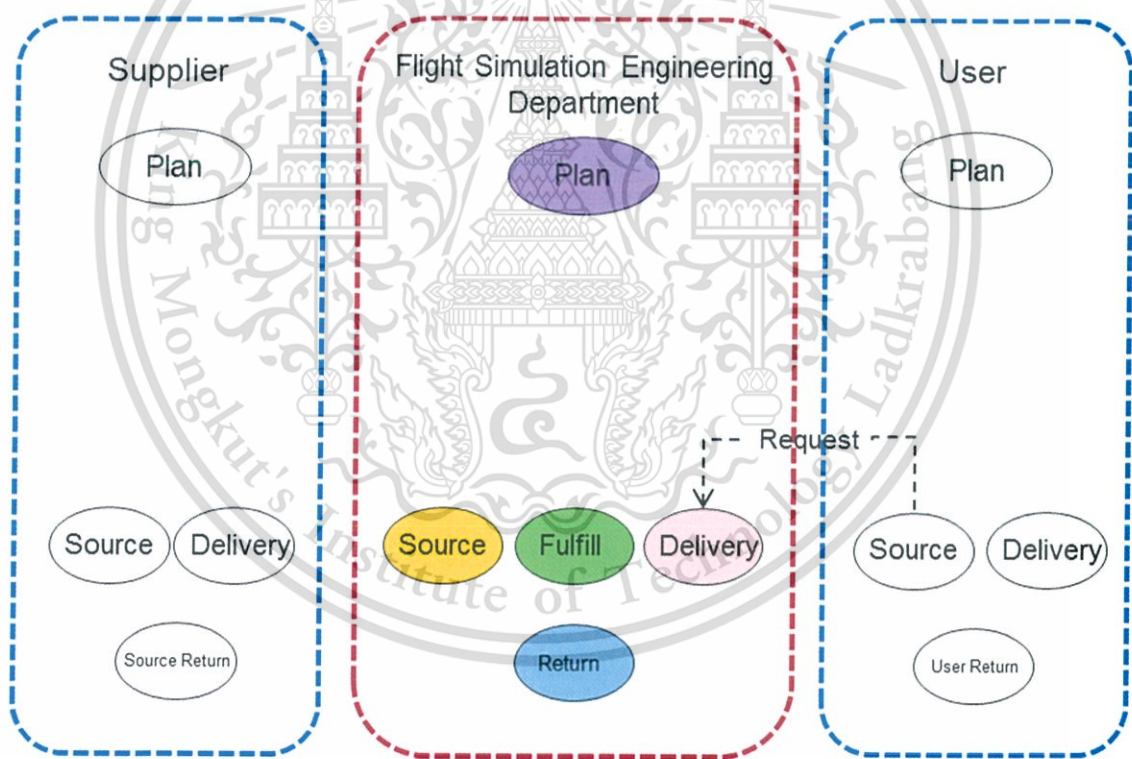 Supplier
Flight Simulation Engineering
Department
User
Plan
Plan
Plan
Request
Source
Delivery
Source
Fulfill
Delivery
Source
Delivery
Source Return
Return
User Return
King Mongkut's Institute of Technology Ladkrabang